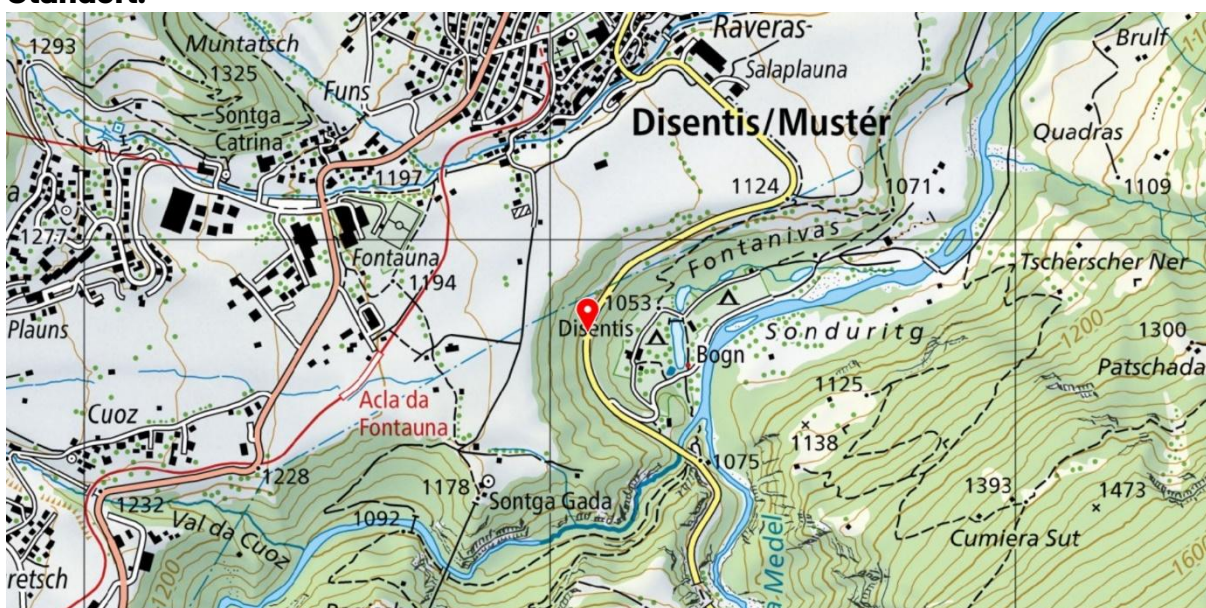 Standort:
1293
Muntatsch
1325
Funs
Sontga
Catrina
Raveras-
Salaplauna
Brulf
Disentis/Mustér
Quadras
1197
1124
1071
1109
1277
Fontauna
1194
Fontanivas
Tscherscher Ner
1053
Disentis
Plauns
Sonduritg
1200
1300
Bogn
Patschada
Acla da
Fontauna
1125
Cuoz
1138
1228
1075
1178
Sontga Gada
1393
1473
1232
Val da Cuoz
1092
Cumiera Sut
retsch
1200
a Medel
1600